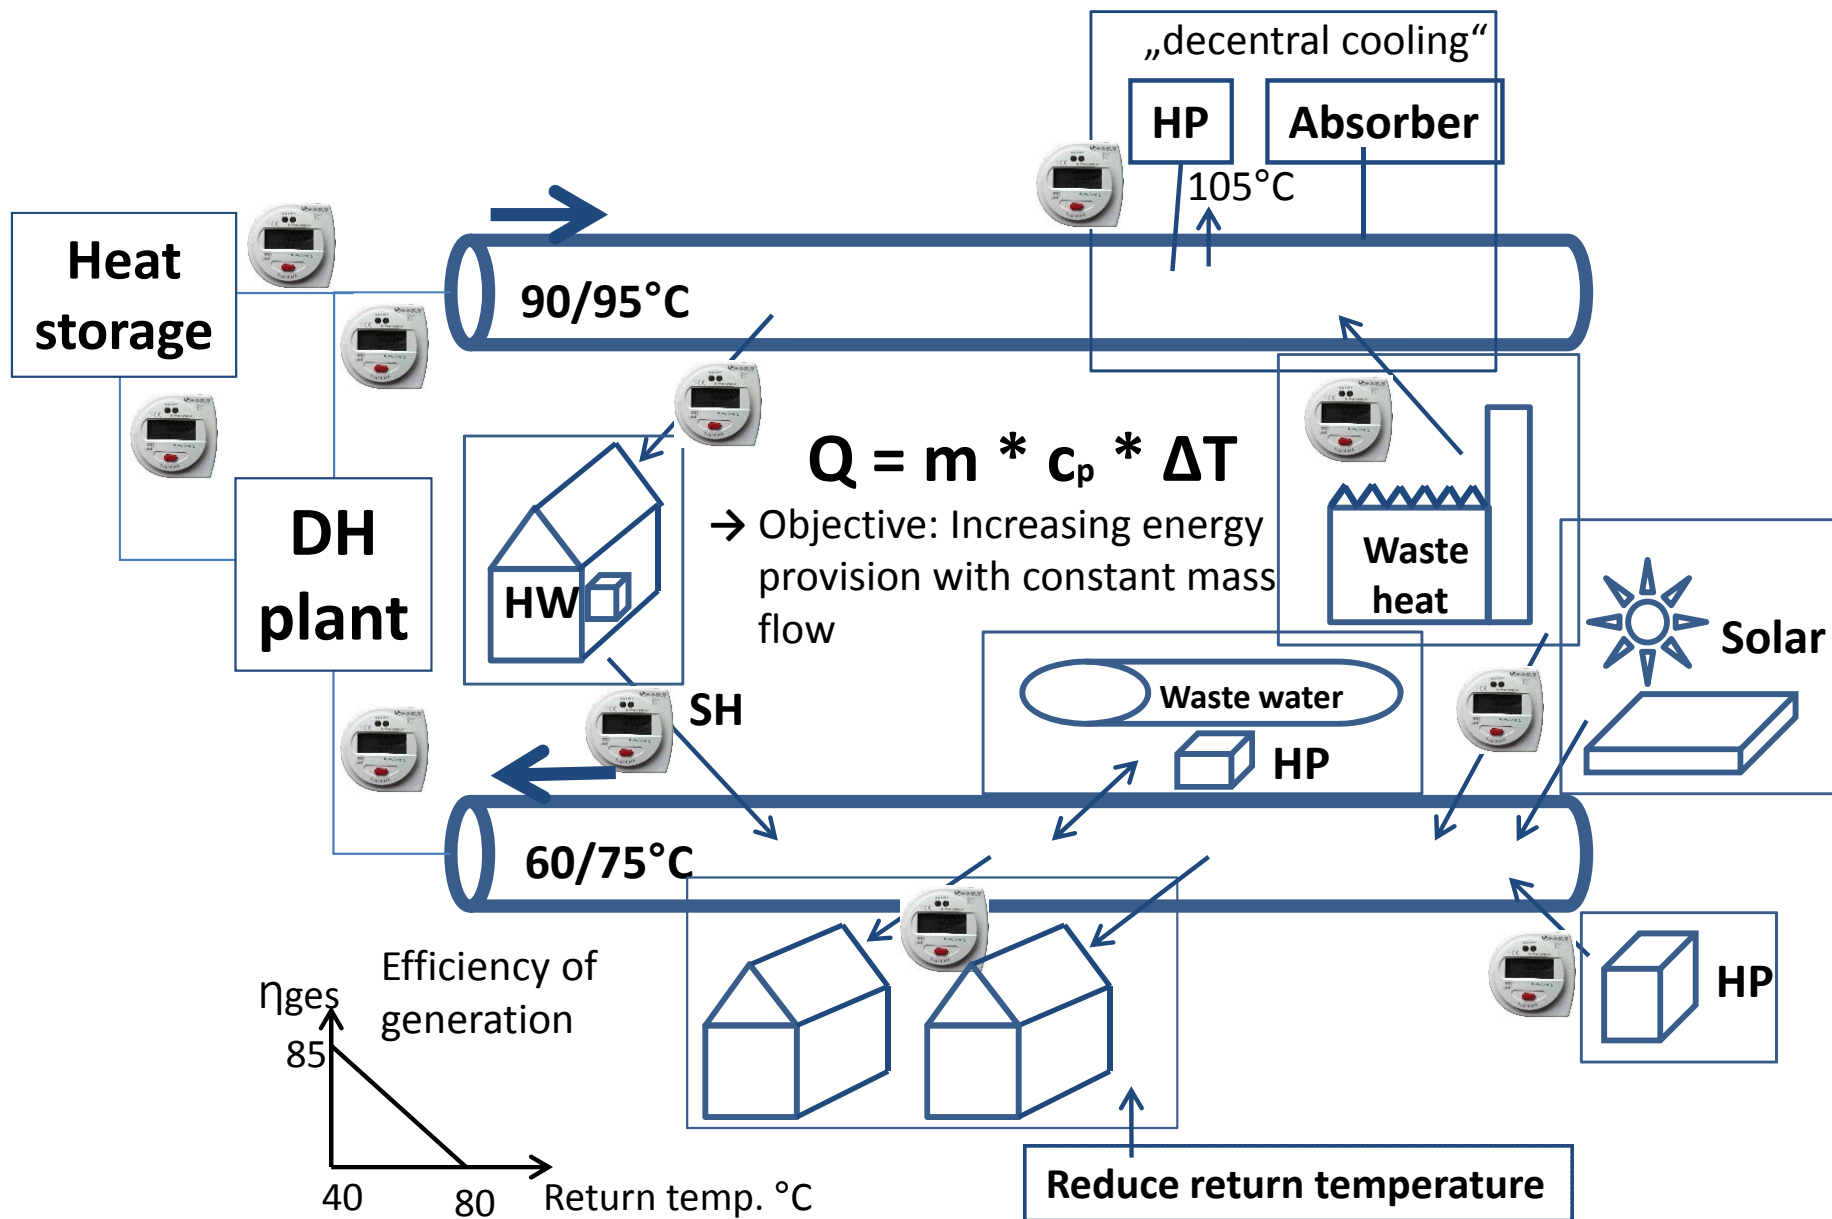 „decentral cooling“
HP
Absorber
105°C
Heat
storage
90/95°C
Q = m * cₚ * ΔT
→ Objective: Increasing energy
provision with constant mass
flow
DH
plant
HW
Waste
heat
Solar
SH
Waste water
HP
60/75°C
HP
Efficiency of
generation
ηges
85
40
80
Return temp. °C
Reduce return temperature